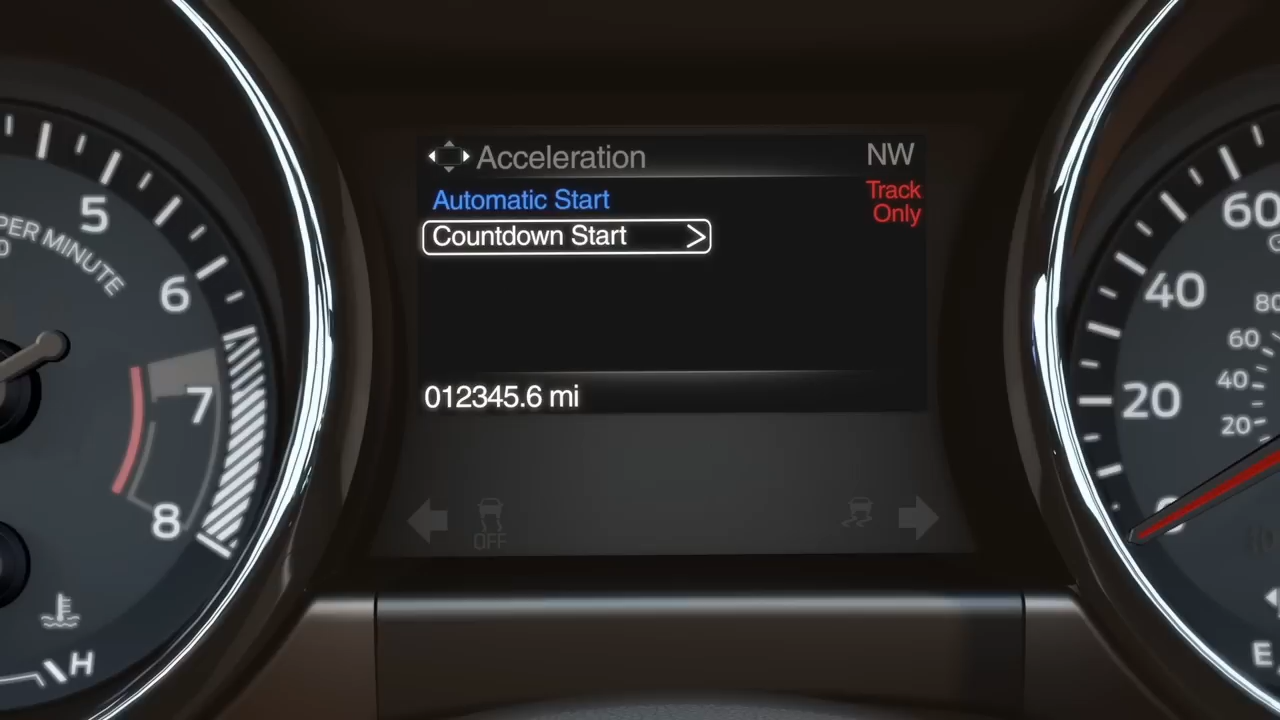 Acceleration
NW
Automatic Start
Track
Only
Countdown Start
012345.6 mi
OFF
5
6
7
8
PER MINUTE
H
60
40
20
0
80
60
40
20
E